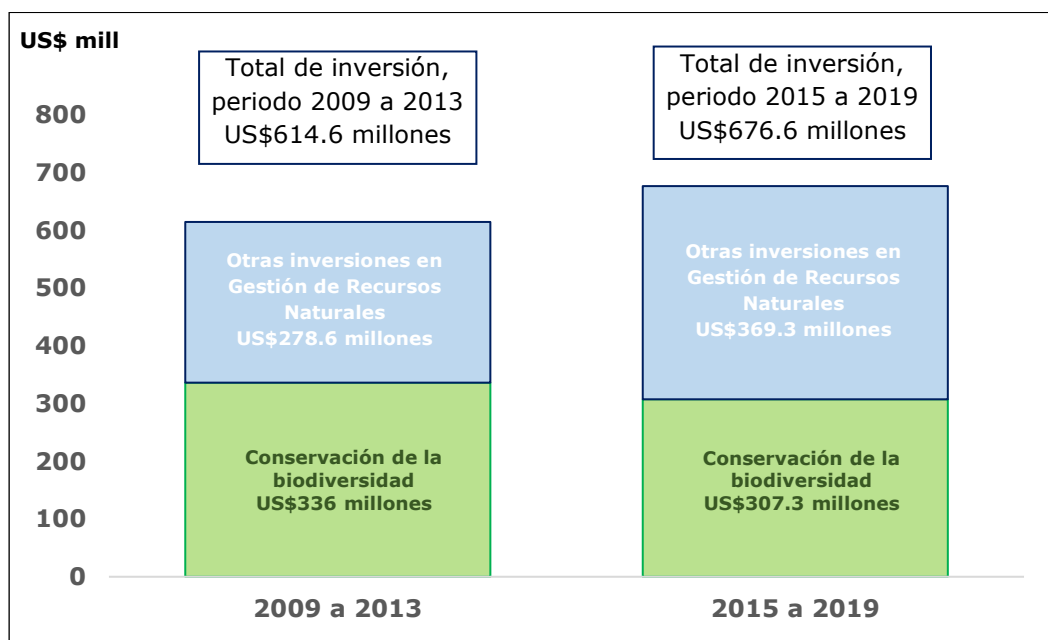 US$ mill
Total de inversión,
periodo 2009 a 2013
US$614.6 millones
Total de inversión,
periodo 2015 a 2019
US$676.6 millones
800
700
600
500
400
300
200
100
0
Otras inversiones en
Gestión de Recursos
Naturales
US$278.6 millones
Otras inversiones en
Gestión de Recursos
Naturales
US$369.3 millones
Conservación de la
biodiversidad
US$336 millones
Conservación de la
biodiversidad
US$307.3 millones
2009 a 2013
2015 a 2019